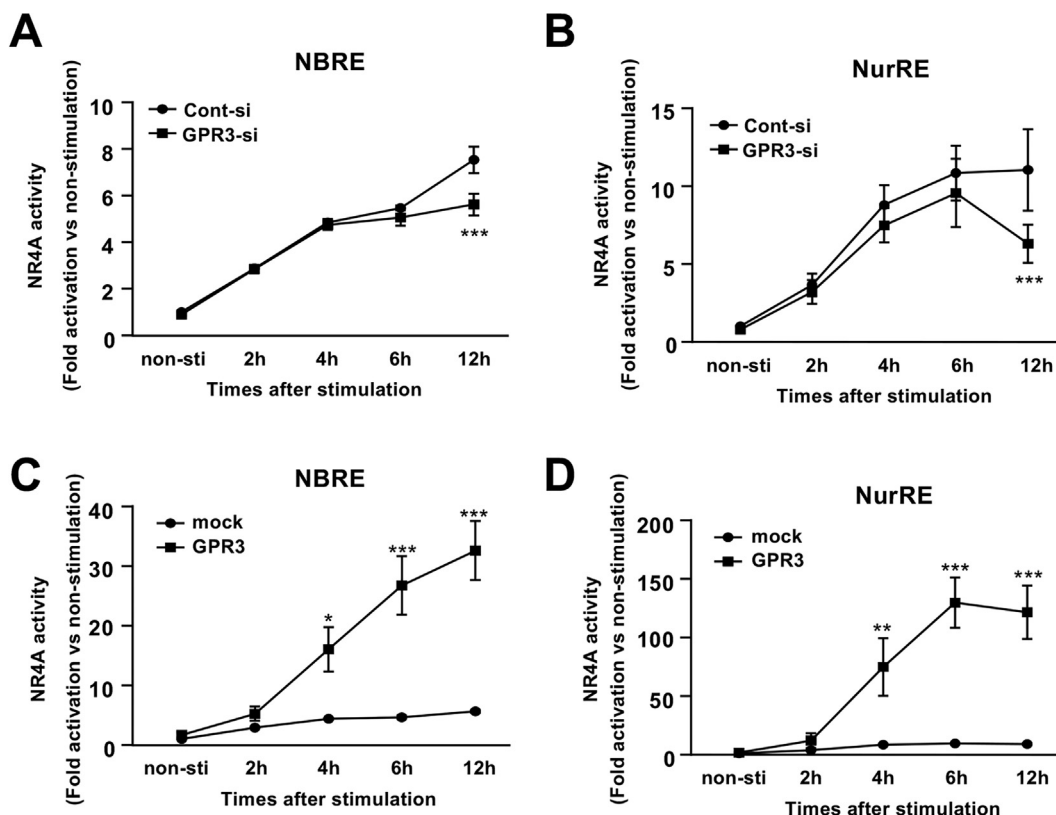 A
NBRE
Cont-si
GPR3-si
NR4A activity
(Fold activation vs non-stimulation)
10
8
6
4
2
0
***
non-sti 2h 4h 6h 12h
Times after stimulation
B
NurRE
Cont-si
GPR3-si
NR4A activity
(Fold activation vs non-stimulation)
15
10
5
0
***
non-sti 2h 4h 6h 12h
Times after stimulation
C
NBRE
mock
GPR3
NR4A activity
(Fold activation vs non-stimulation)
40
30
20
10
0
* *** ***
non-sti 2h 4h 6h 12h
Times after stimulation
D
NurRE
mock
GPR3
NR4A activity
(Fold activation vs non-stimulation)
200
150
100
50
0
** *** ***
non-sti 2h 4h 6h 12h
Times after stimulation